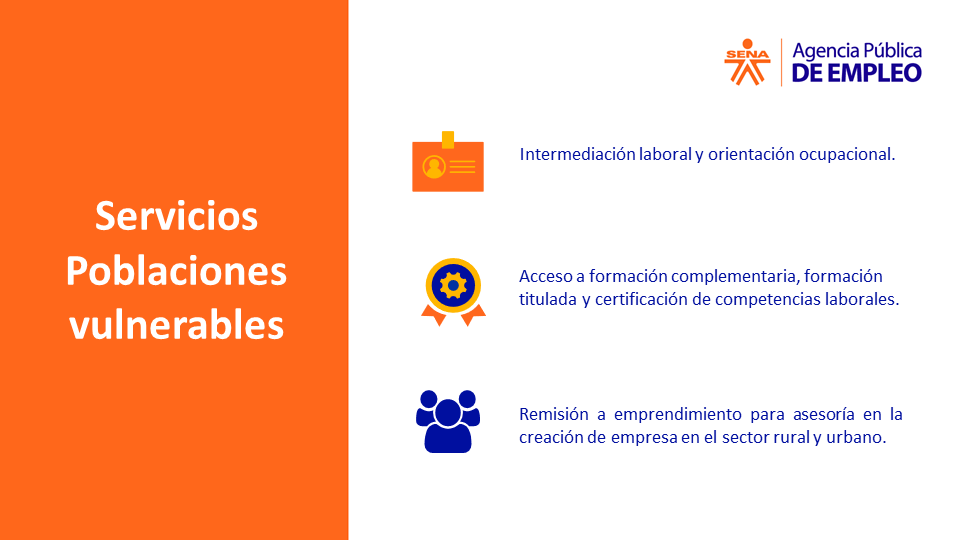 SENA
Agencia Pública
DE EMPLEO
Servicios
Poblaciones
vulnerables
Intermediación laboral y orientación ocupacional.
Acceso a formación complementaria, formación
titulada y certificación de competencias laborales.
Remisión a emprendimiento para asesoría en la
creación de empresa en el sector rural y urbano.